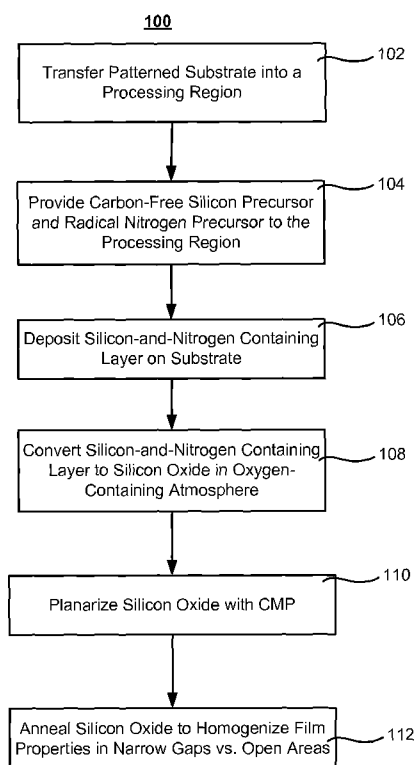 100
102
Transfer Patterned Substrate into a
Processing Region
104
Provide Carbon-Free Silicon Precursor
and Radical Nitrogen Precursor to the
Processing Region
106
Deposit Silicon-and-Nitrogen Containing
Layer on Substrate
108
Convert Silicon-and-Nitrogen Containing
Layer to Silicon Oxide in Oxygen-
Containing Atmosphere
110
Planarize Silicon Oxide with CMP
Anneal Silicon Oxide to Homogenize Film
Properties in Narrow Gaps vs. Open Areas
112